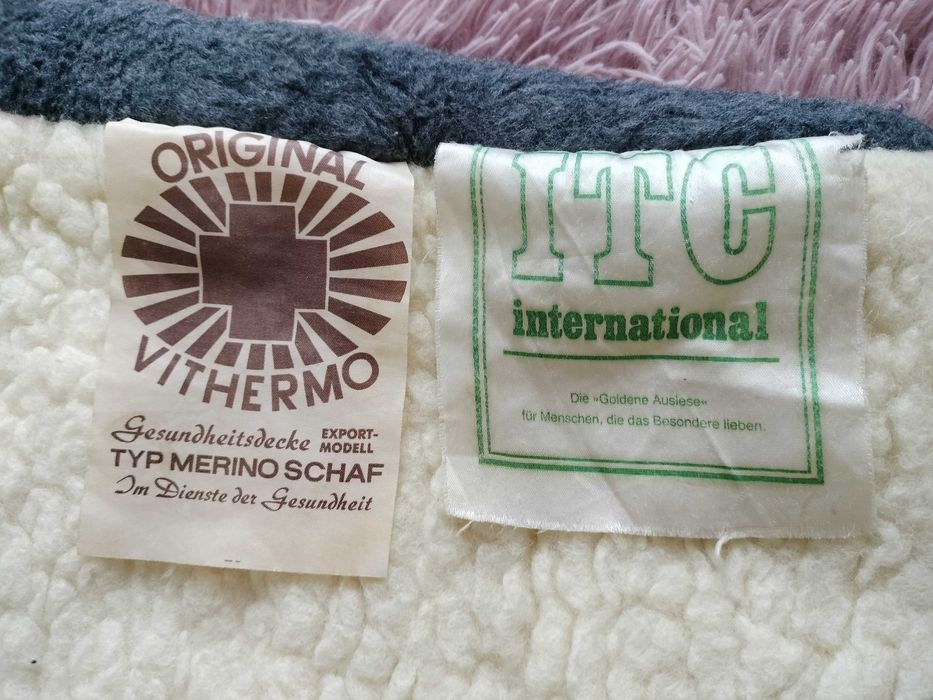 ORIGINAL
VITHERMO
Gesundheitsdecke EXPORT-
MODELL
TYP MERINO SCHAF
Im Dienste der Gesundheit
ITC
international
Die »Goldene Auslese«
für Menschen, die das Besondere lieben.